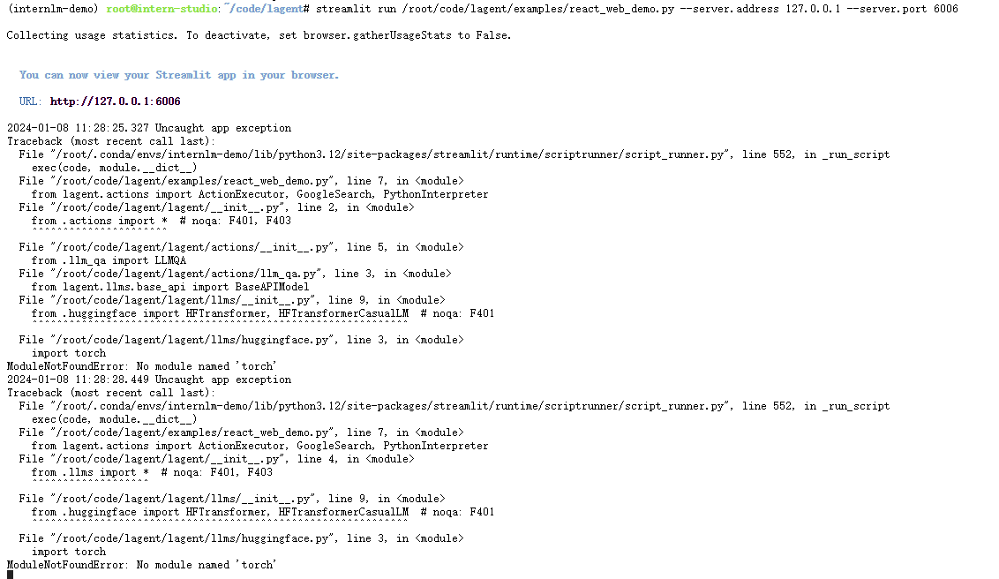 (internlm-demo) root@intern-studio:~/code/lagent# streamlit run /root/code/lagent/examples/react_web_demo.py --server.address 127.0.0.1 --server.port 6006
Collecting usage statistics. To deactivate, set browser.gatherUsageStats to False.
You can now view your Streamlit app in your browser.
URL: http://127.0.0.1:6006
2024-01-08 11:28:25.327 Uncaught app exception
Traceback (most recent call last):
File "/root/.conda/envs/internlm-demo/lib/python3.12/site-packages/streamlit/runtime/scriptrunner/script_runner.py", line 552, in _run_script
exec(code, module.__dict__)
File "/root/code/lagent/examples/react_web_demo.py", line 7, in <module>
from lagent.actions import ActionExecutor, GoogleSearch, PythonInterpreter
File "/root/code/lagent/lagent/__init__.py", line 2, in <module>
from .actions import *  # noqa: F401, F403
^^^^^^^^^^^^^^^^^^^^^^
File "/root/code/lagent/lagent/actions/__init__.py", line 5, in <module>
from .llm_qa import LLMQA
File "/root/code/lagent/lagent/actions/llm_qa.py", line 3, in <module>
from lagent.llms.base_api import BaseAPIModel
File "/root/code/lagent/lagent/llms/__init__.py", line 9, in <module>
from .huggingface import HFTransformer, HFTransformerCasualLM  # noqa: F401
^^^^^^^^^^^^^^^^^^^^^^^^^^^^^^^^^^^^^^^^^^^^^^^^^^^^^^^^^^^^^
File "/root/code/lagent/lagent/llms/huggingface.py", line 3, in <module>
import torch
ModuleNotFoundError: No module named 'torch'
2024-01-08 11:28:28.449 Uncaught app exception
Traceback (most recent call last):
File "/root/.conda/envs/internlm-demo/lib/python3.12/site-packages/streamlit/runtime/scriptrunner/script_runner.py", line 552, in _run_script
exec(code, module.__dict__)
File "/root/code/lagent/examples/react_web_demo.py", line 7, in <module>
from lagent.actions import ActionExecutor, GoogleSearch, PythonInterpreter
File "/root/code/lagent/lagent/__init__.py", line 4, in <module>
from .llms import *  # noqa: F401, F403
^^^^^^^^^^^^^^^^^^^
File "/root/code/lagent/lagent/llms/__init__.py", line 9, in <module>
from .huggingface import HFTransformer, HFTransformerCasualLM  # noqa: F401
^^^^^^^^^^^^^^^^^^^^^^^^^^^^^^^^^^^^^^^^^^^^^^^^^^^^^^^^^^^^^
File "/root/code/lagent/lagent/llms/huggingface.py", line 3, in <module>
import torch
ModuleNotFoundError: No module named 'torch'